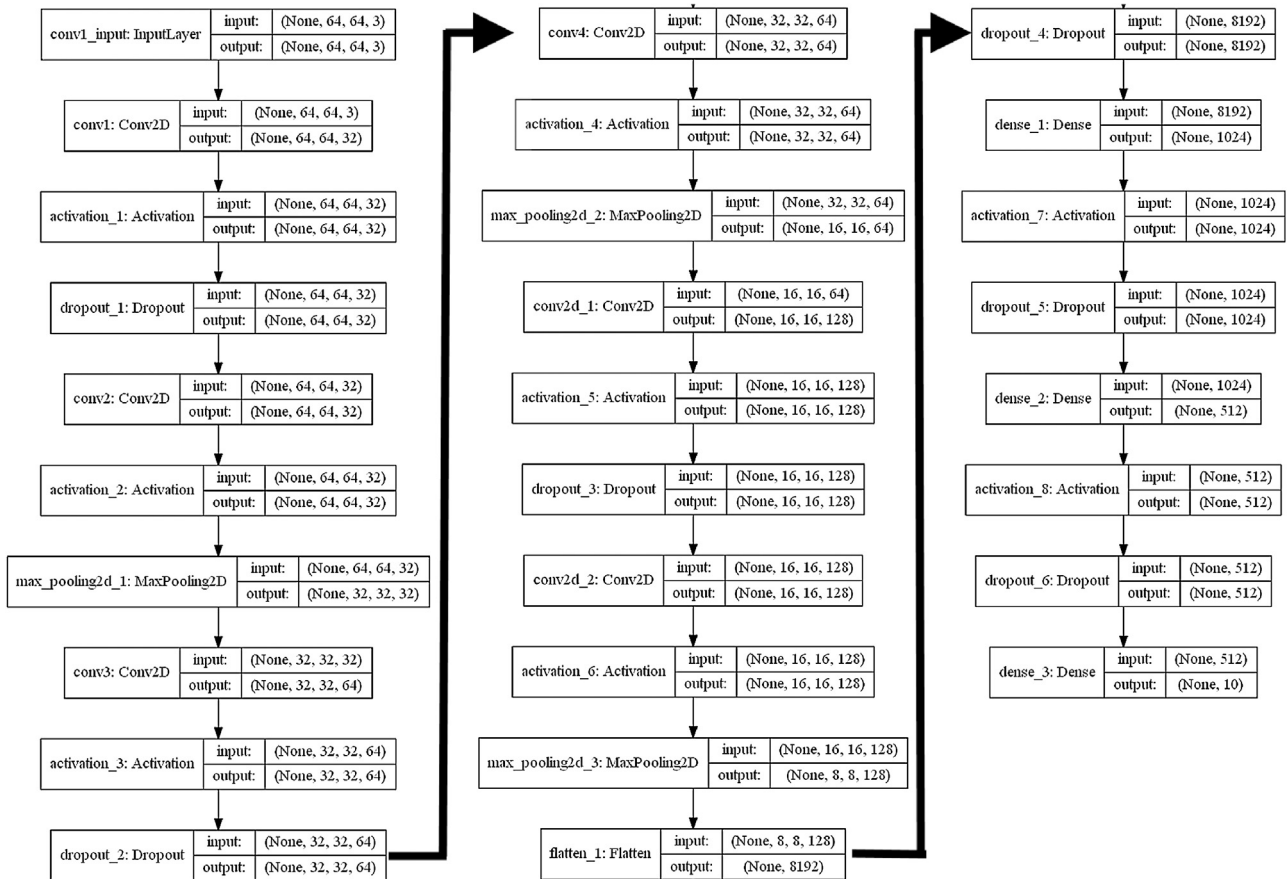 conv1_input: InputLayer input: (None, 64, 64, 3)
output: (None, 64, 64, 3)
conv1: Conv2D input: (None, 64, 64, 3)
output: (None, 64, 64, 32)
activation_1: Activation input: (None, 64, 64, 32)
output: (None, 64, 64, 32)
dropout_1: Dropout input: (None, 64, 64, 32)
output: (None, 64, 64, 32)
conv2: Conv2D input: (None, 64, 64, 32)
output: (None, 64, 64, 32)
activation_2: Activation input: (None, 64, 64, 32)
output: (None, 64, 64, 32)
max_pooling2d_1: MaxPooling2D input: (None, 64, 64, 32)
output: (None, 32, 32, 32)
conv3: Conv2D input: (None, 32, 32, 32)
output: (None, 32, 32, 64)
activation_3: Activation input: (None, 32, 32, 64)
output: (None, 32, 32, 64)
dropout_2: Dropout input: (None, 32, 32, 64)
output: (None, 32, 32, 64)
conv4: Conv2D input: (None, 32, 32, 64)
output: (None, 32, 32, 64)
activation_4: Activation input: (None, 32, 32, 64)
output: (None, 32, 32, 64)
max_pooling2d_2: MaxPooling2D input: (None, 32, 32, 64)
output: (None, 16, 16, 64)
conv2d_1: Conv2D input: (None, 16, 16, 64)
output: (None, 16, 16, 128)
activation_5: Activation input: (None, 16, 16, 128)
output: (None, 16, 16, 128)
dropout_3: Dropout input: (None, 16, 16, 128)
output: (None, 16, 16, 128)
conv2d_2: Conv2D input: (None, 16, 16, 128)
output: (None, 16, 16, 128)
activation_6: Activation input: (None, 16, 16, 128)
output: (None, 16, 16, 128)
max_pooling2d_3: MaxPooling2D input: (None, 16, 16, 128)
output: (None, 8, 8, 128)
flatten_1: Flatten input: (None, 8, 8, 128)
output: (None, 8192)
dropout_4: Dropout input: (None, 8192)
output: (None, 8192)
dense_1: Dense input: (None, 8192)
output: (None, 1024)
activation_7: Activation input: (None, 1024)
output: (None, 1024)
dropout_5: Dropout input: (None, 1024)
output: (None, 1024)
dense_2: Dense input: (None, 1024)
output: (None, 512)
activation_8: Activation input: (None, 512)
output: (None, 512)
dropout_6: Dropout input: (None, 512)
output: (None, 512)
dense_3: Dense input: (None, 512)
output: (None, 10)